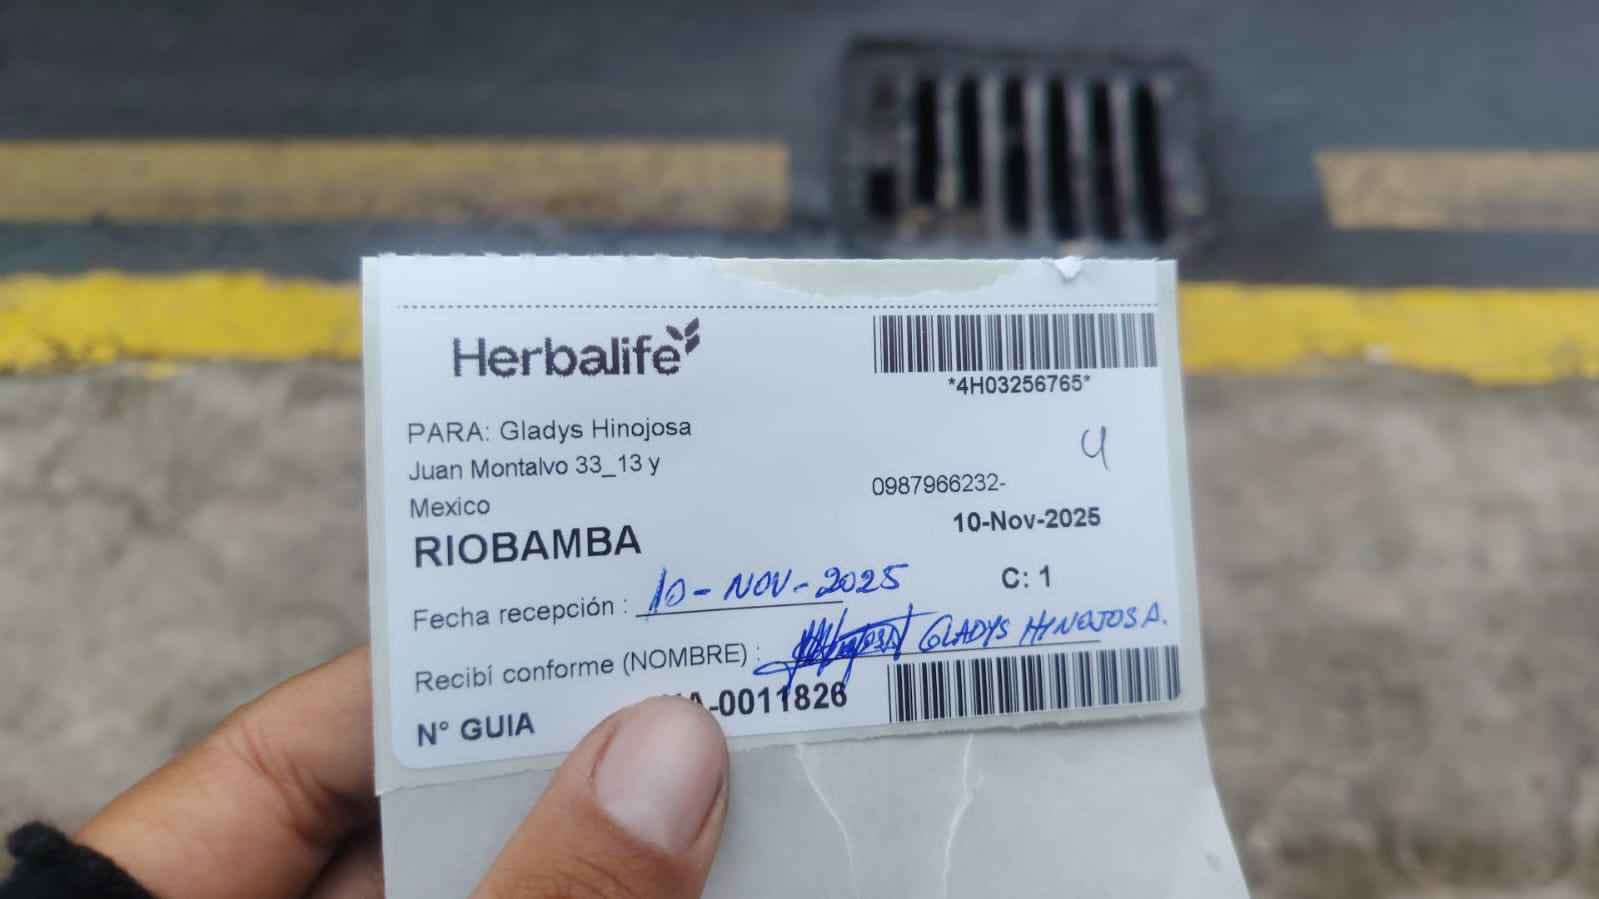 Herbalife
*4H03256765*
PARA: Gladys Hinojosa
Juan Montalvo 33_13 y
Mexico
4
0987966232-
RIOBAMBA
10-Nov-2025
C: 1
Fecha recepción : 10-NOV-2025
Recibí conforme (NOMBRE) : GLADYS HINOJOSA.
N° GUIA A-0011826